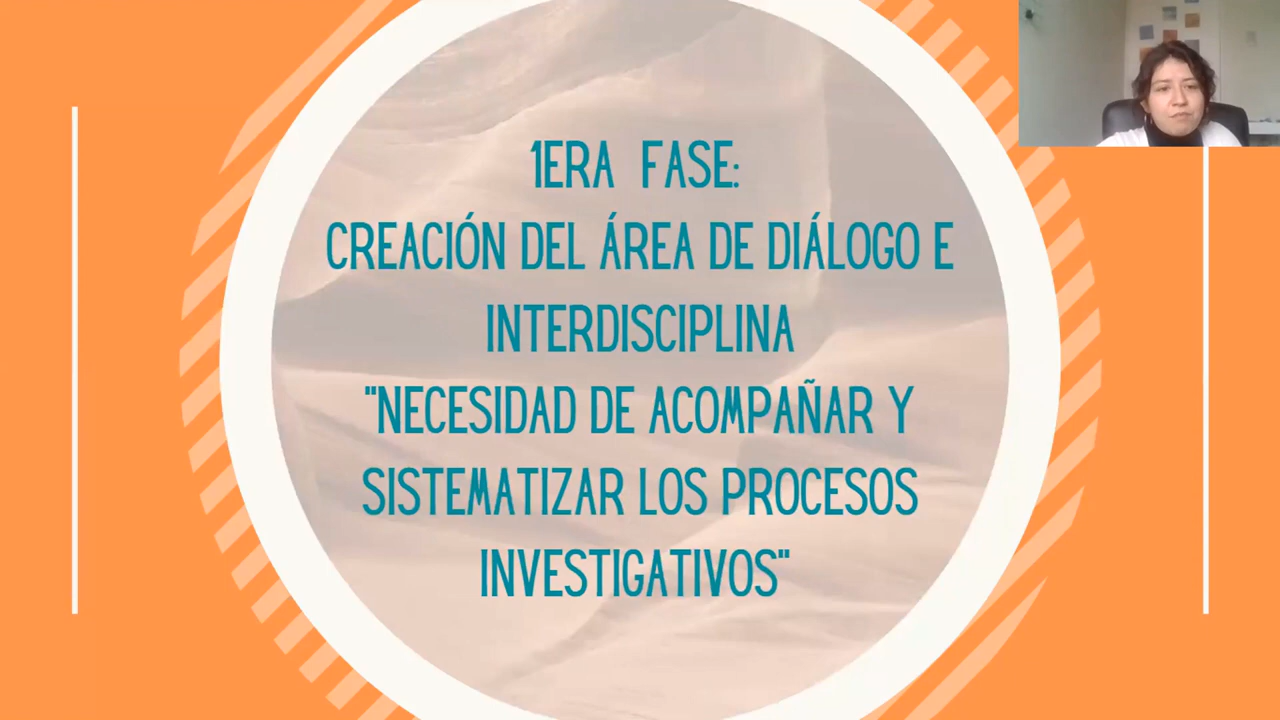 1ERA FASE:
CREACIÓN DEL ÁREA DE DIÁLOGO E
INTERDISCIPLINA
"NECESIDAD DE ACOMPAÑAR Y
SISTEMATIZAR LOS PROCESOS
INVESTIGATIVOS"